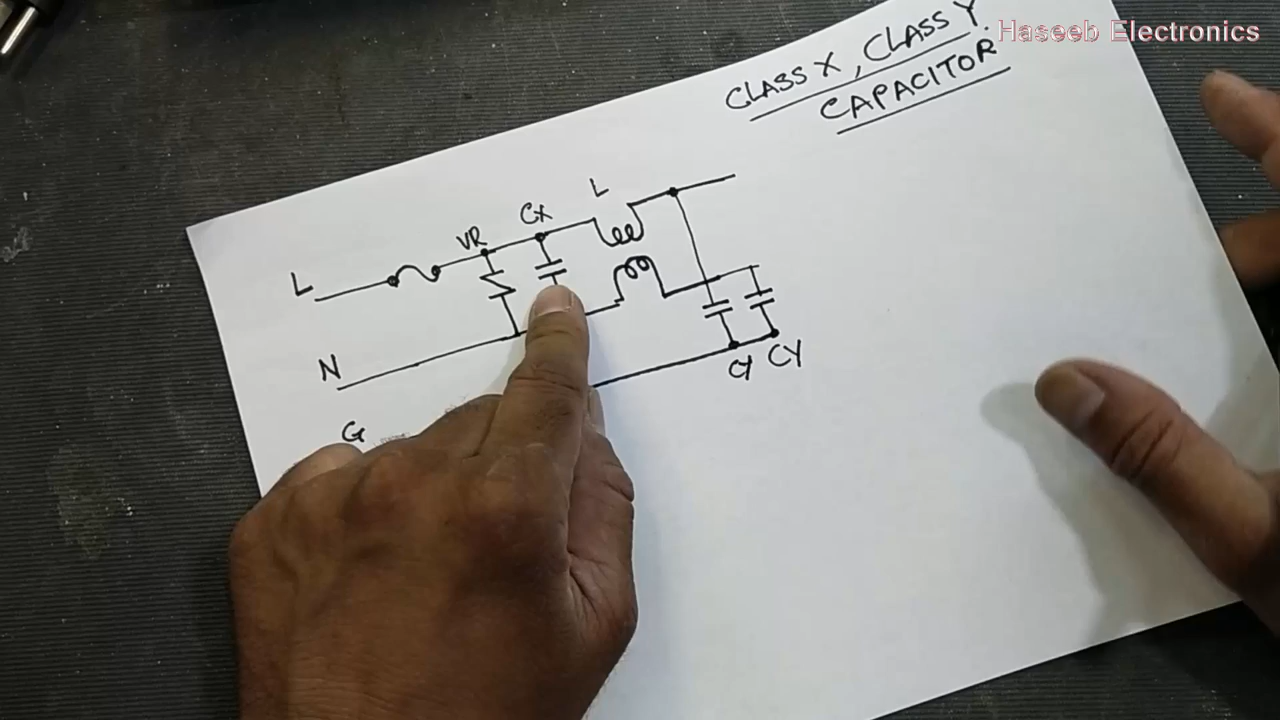 Haseeb Electronics
CLASS X, CLASS Y.
CAPACITOR
L
CX
VR
L
N
CY CY
G